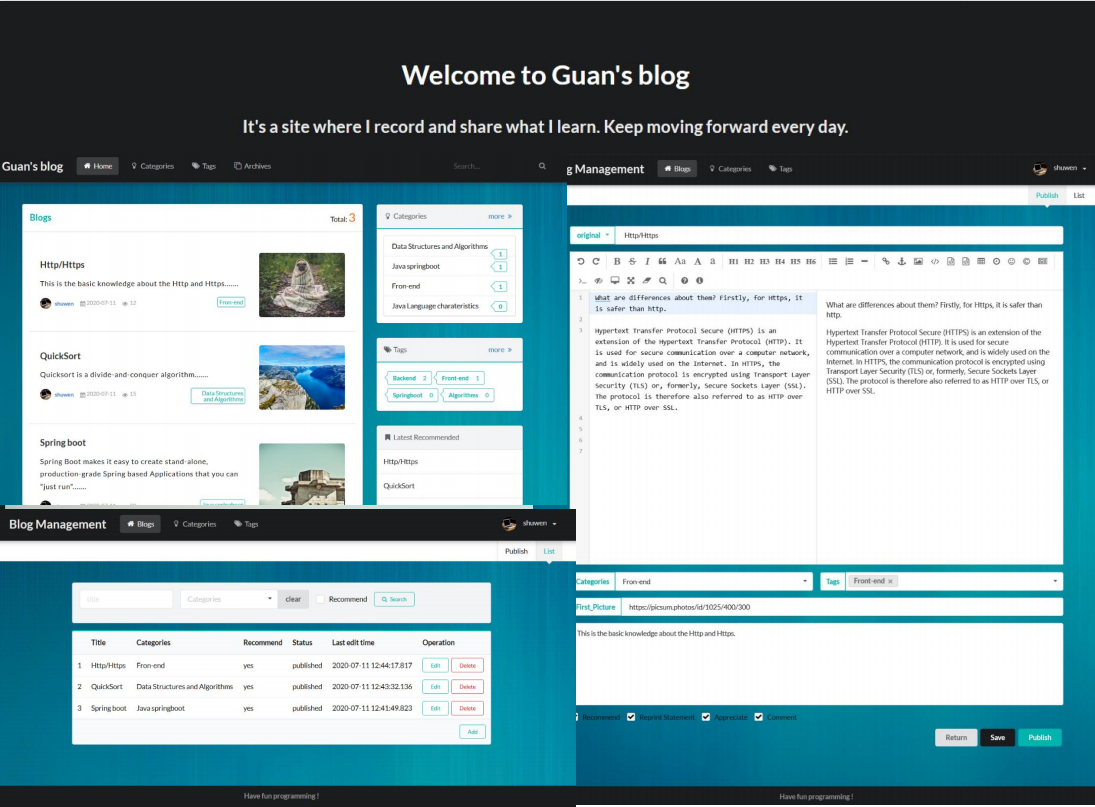 Welcome to Guan's blog
It's a site where I record and share what I learn. Keep moving forward every day.
Guan's blog Home Categories Tags Archives Search...
Blogs Total: 3
Http/Https
This is the basic knowledge about the Http and Https.......
shuwen 2020-07-11 12 Fron-end
QuickSort
Quicksort is a divide-and-conquer algorithm.......
shuwen 2020-07-11 15 Data Structures
and Algorithms
Spring boot
Spring Boot makes it easy to create stand-alone,
production-grade Spring based Applications that you can
"just run".......
Categories more »
Data Structures and Algorithms 1
Java springboot 1
Fron-end 1
Java Language charateristics 0
Tags more »
Backend 2 Front-end 1
Springboot 0 Algorithms 0
Latest Recommended
Http/Https
QuickSort
g Management Blogs Categories Tags shuwen
Publish List
original Http/Https
B S I Aa A a H1 H2 H3 H4 H5 H6
1 What are differences about them? Firstly, for Https, it
is safer than http.
2
3 Hypertext Transfer Protocol Secure (HTTPS) is an
extension of the Hypertext Transfer Protocol (HTTP). It
is used for secure communication over a computer network,
and is widely used on the Internet. In HTTPS, the
communication protocol is encrypted using Transport Layer
Security (TLS) or, formerly, Secure Sockets Layer (SSL).
The protocol is therefore also referred to as HTTP over
TLS, or HTTP over SSL.
4
5
6
7
What are differences about them? Firstly, for Https, it is safer than
http.
Hypertext Transfer Protocol Secure (HTTPS) is an extension of the
Hypertext Transfer Protocol (HTTP). It is used for secure
communication over a computer network, and is widely used on the
Internet. In HTTPS, the communication protocol is encrypted using
Transport Layer Security (TLS) or, formerly, Secure Sockets Layer
(SSL). The protocol is therefore also referred to as HTTP over TLS, or
HTTP over SSL.
Categories Fron-end Tags Front-end ×
First_Picture https://picsum.photos/id/1025/400/300
This is the basic knowledge about the Http and Https.
Recommend Reprint Statement Appreciate Comment
Return Save Publish
Have fun programming !
Blog Management Blogs Categories Tags shuwen
Publish List
title Categories clear Recommend Search
Title Categories Recommend Status Last edit time Operation
1 Http/Https Fron-end yes published 2020-07-11 12:44:17.817 Edit Delete
2 QuickSort Data Structures and Algorithms yes published 2020-07-11 12:43:32.136 Edit Delete
3 Spring boot Java springboot yes published 2020-07-11 12:41:49.823 Edit Delete
Add
Have fun programming !